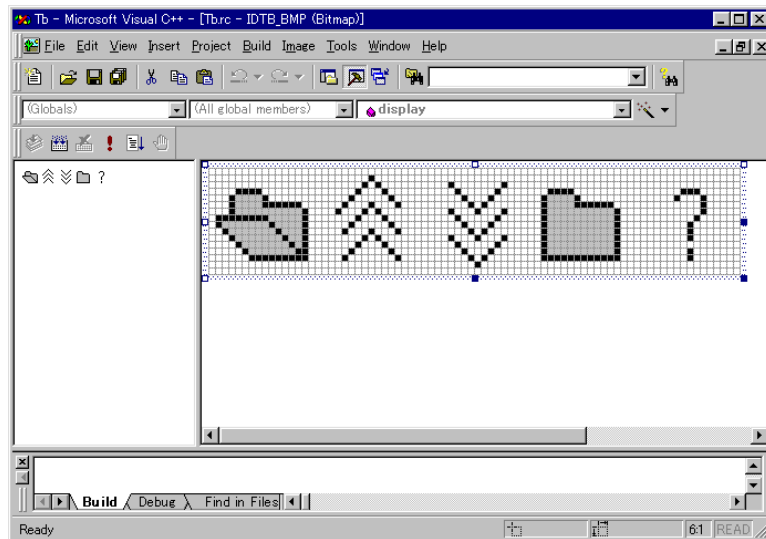 Tb - Microsoft Visual C++ - [Tb.rc - IDTB_BMP (Bitmap)]
File Edit View Insert Project Build Image Tools Window Help
(Globals) (All global members) display
?
Build Debug Find in Files
Ready 6:1 READ